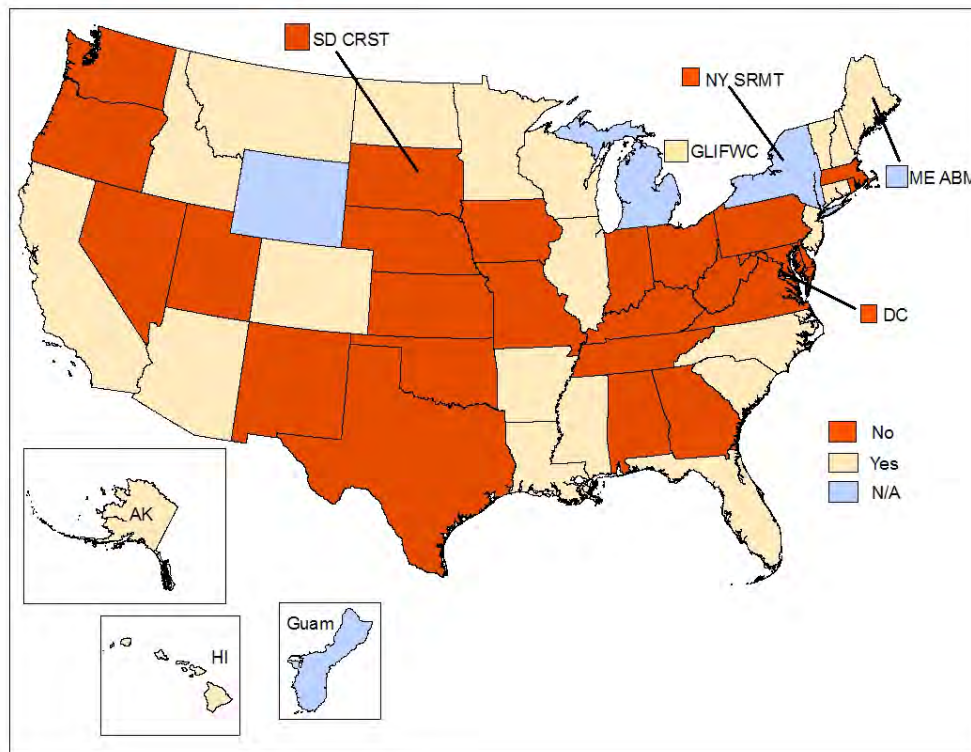 SD CRST
NY SRMT
GLIFWC
ME ABM
DC
No
Yes
N/A
AK
HI
Guam